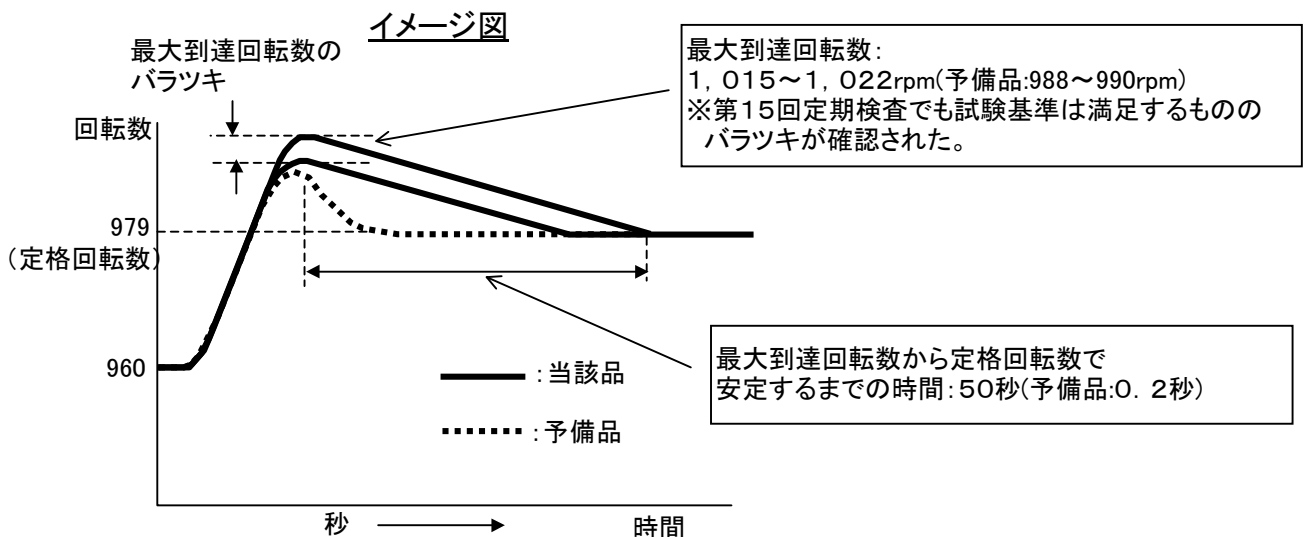 イメージ図
最大到達回転数の
バラツキ
最大到達回転数:
1,015～1,022rpm(予備品:988～990rpm)
※第15回定期検査でも試験基準は満足するものの
バラツキが確認された。
回転数
979
(定格回転数)
最大到達回転数から定格回転数で
安定するまでの時間:50秒(予備品:0.2秒)
960
:当該品
:予備品
秒
時間